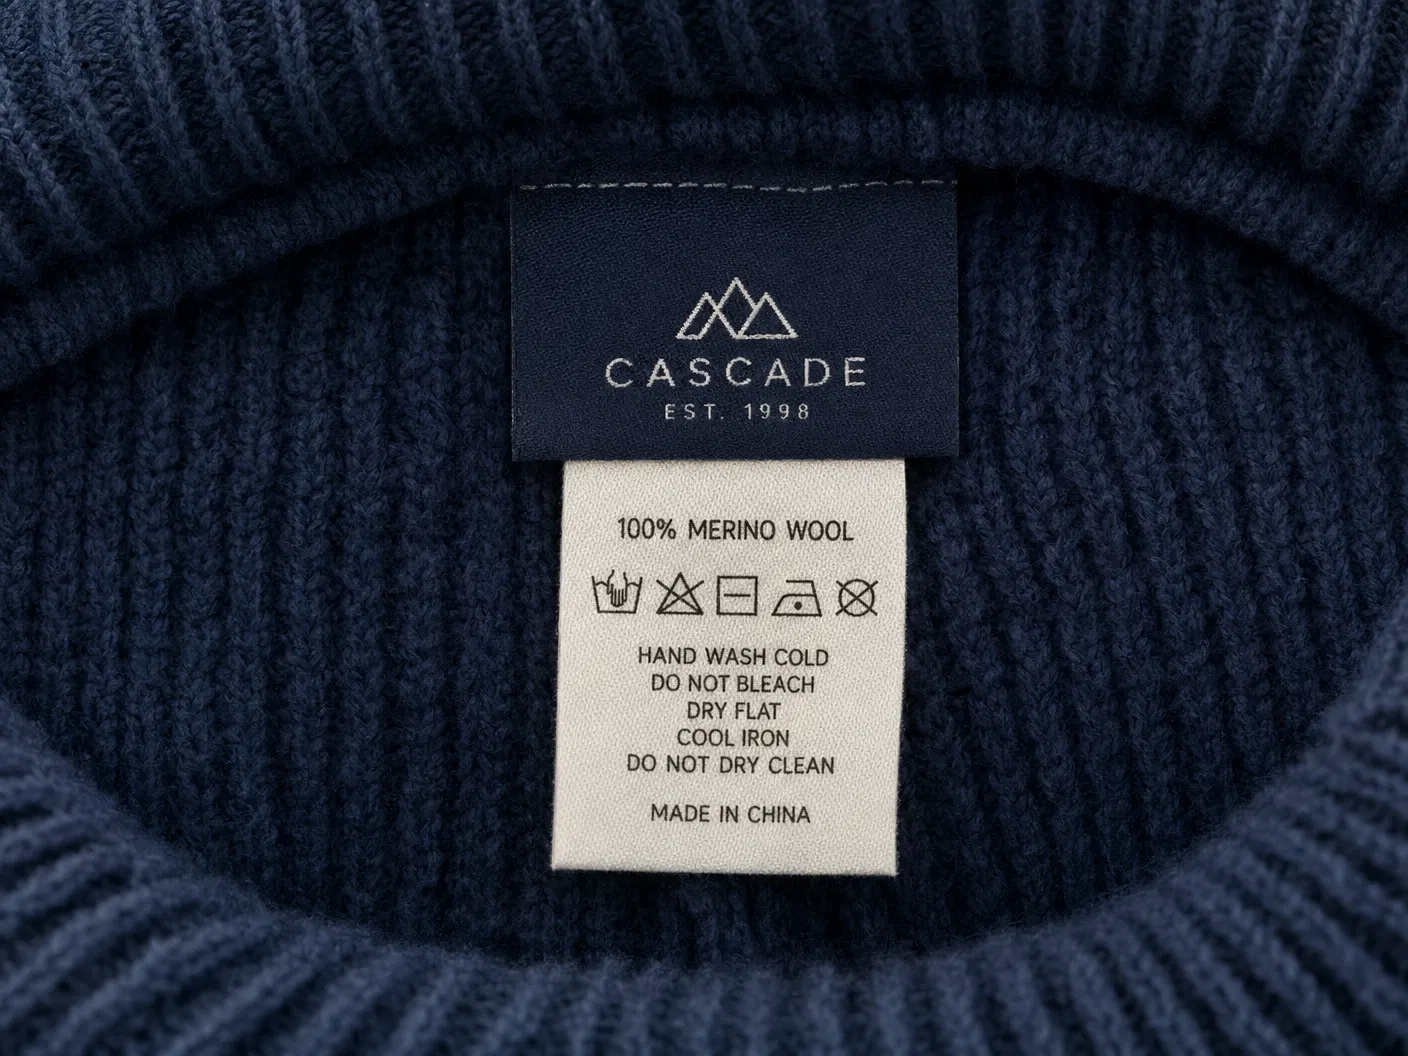 CASCADE
EST. 1998
100% MERINO WOOL
HAND WASH COLD
DO NOT BLEACH
DRY FLAT
COOL IRON
DO NOT DRY CLEAN
MADE IN CHINA